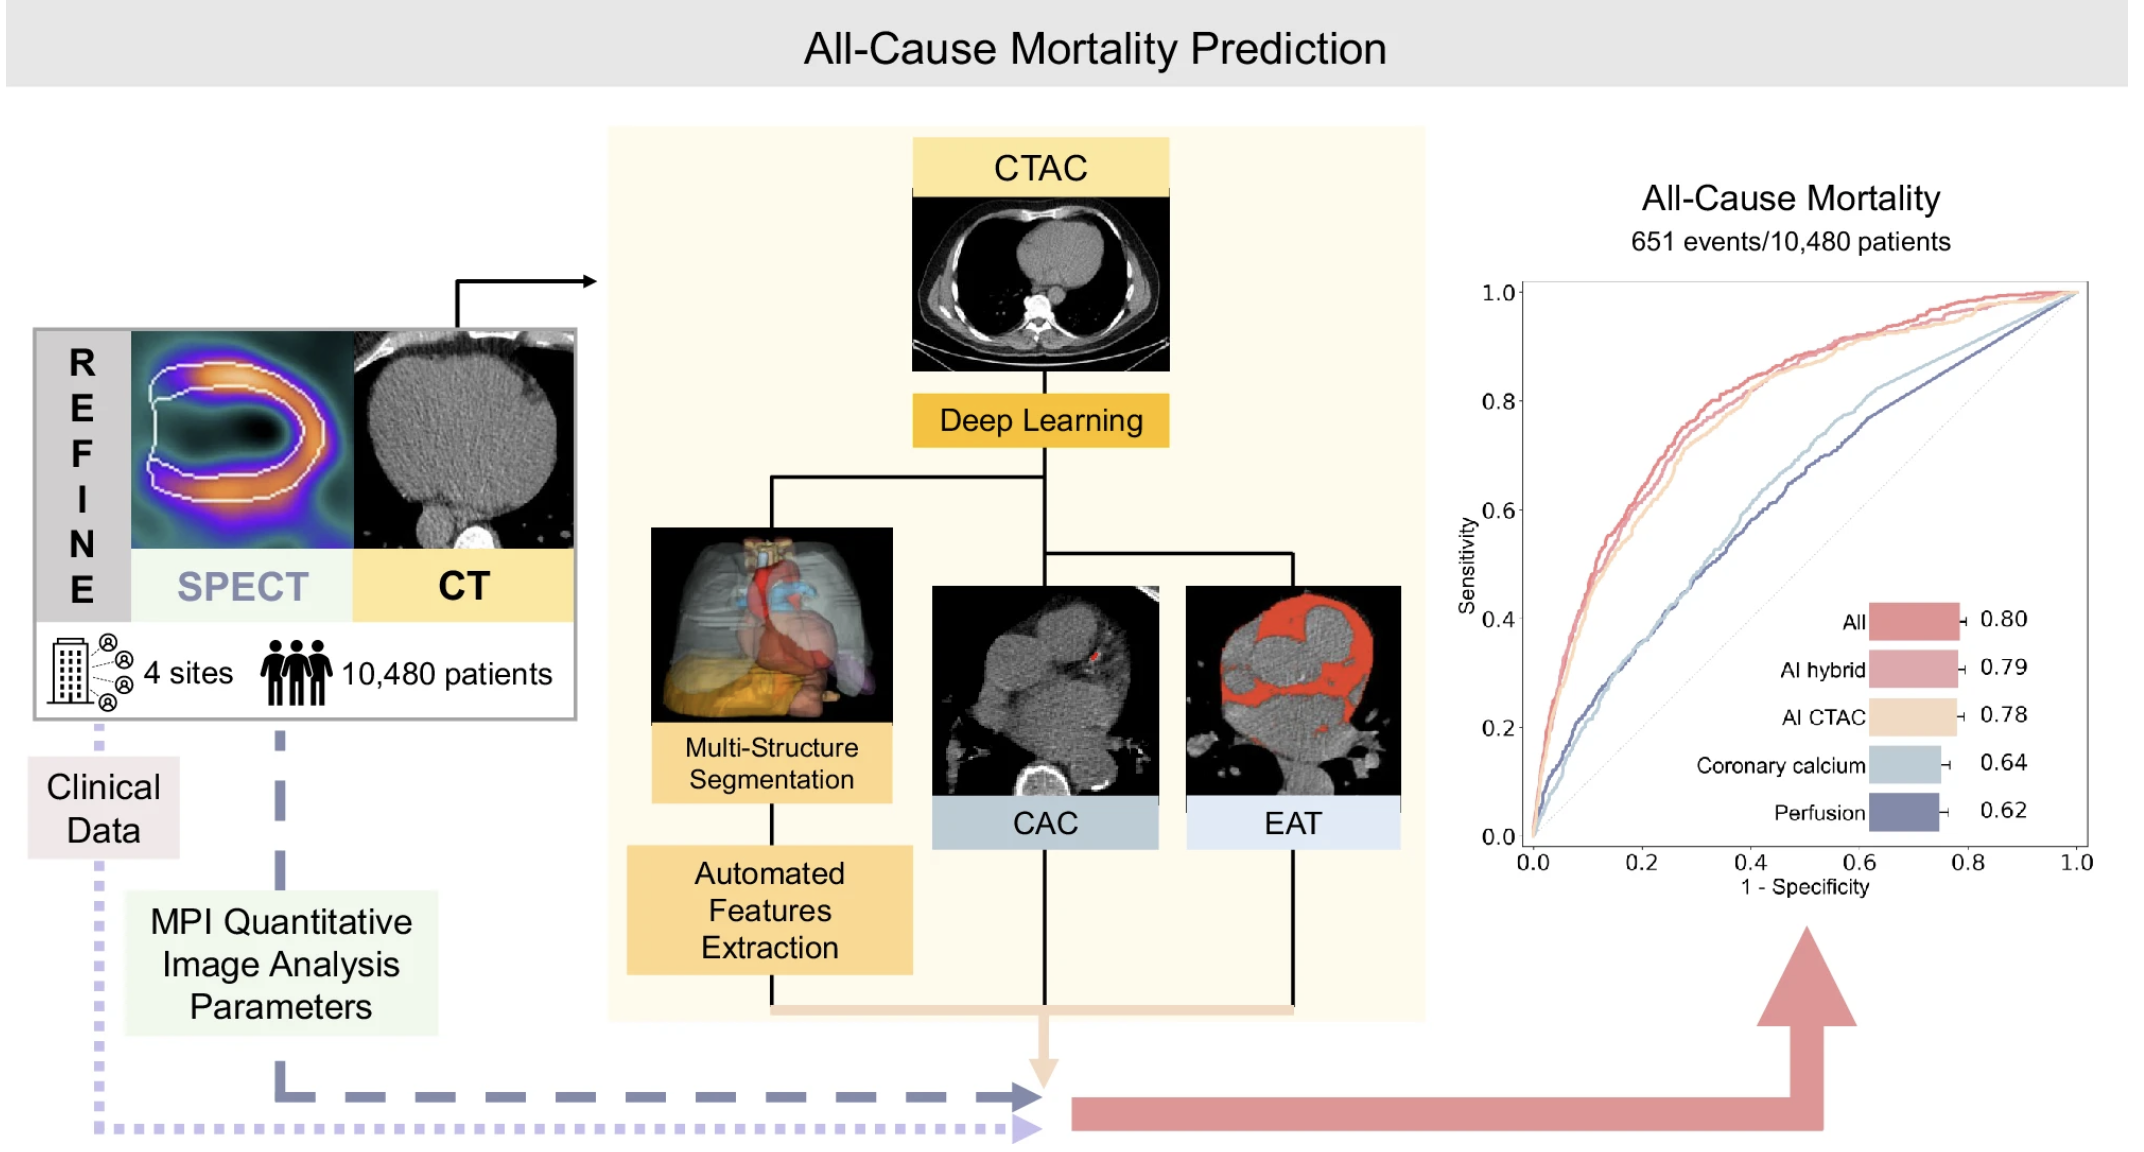 All-Cause Mortality Prediction
REFINE
SPECT
CT
4 sites
10,480 patients
Clinical
Data
MPI Quantitative
Image Analysis
Parameters
CTAC
Deep Learning
Multi-Structure
Segmentation
Automated
Features
Extraction
CAC
EAT
All-Cause Mortality
651 events/10,480 patients
Sensitivity
1.0
0.8
0.6
0.4
0.2
0.0
All 0.80
AI hybrid 0.79
AI CTAC 0.78
Coronary calcium 0.64
Perfusion 0.62
0.0 0.2 0.4 0.6 0.8 1.0
1 - Specificity